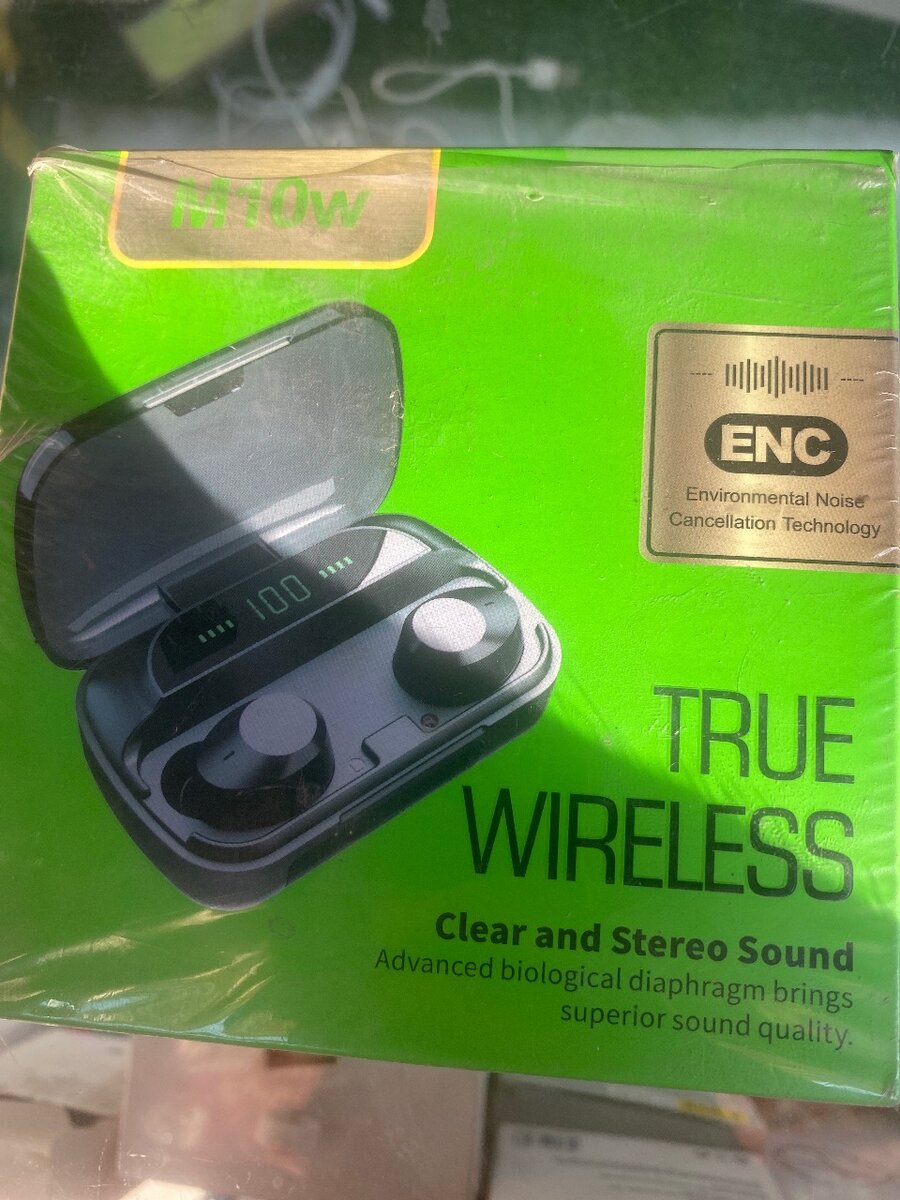 M10w
ENC
Environmental Noise
Cancellation Technology
100
TRUE
WIRELESS
Clear and Stereo Sound
Advanced biological diaphragm brings
superior sound quality.